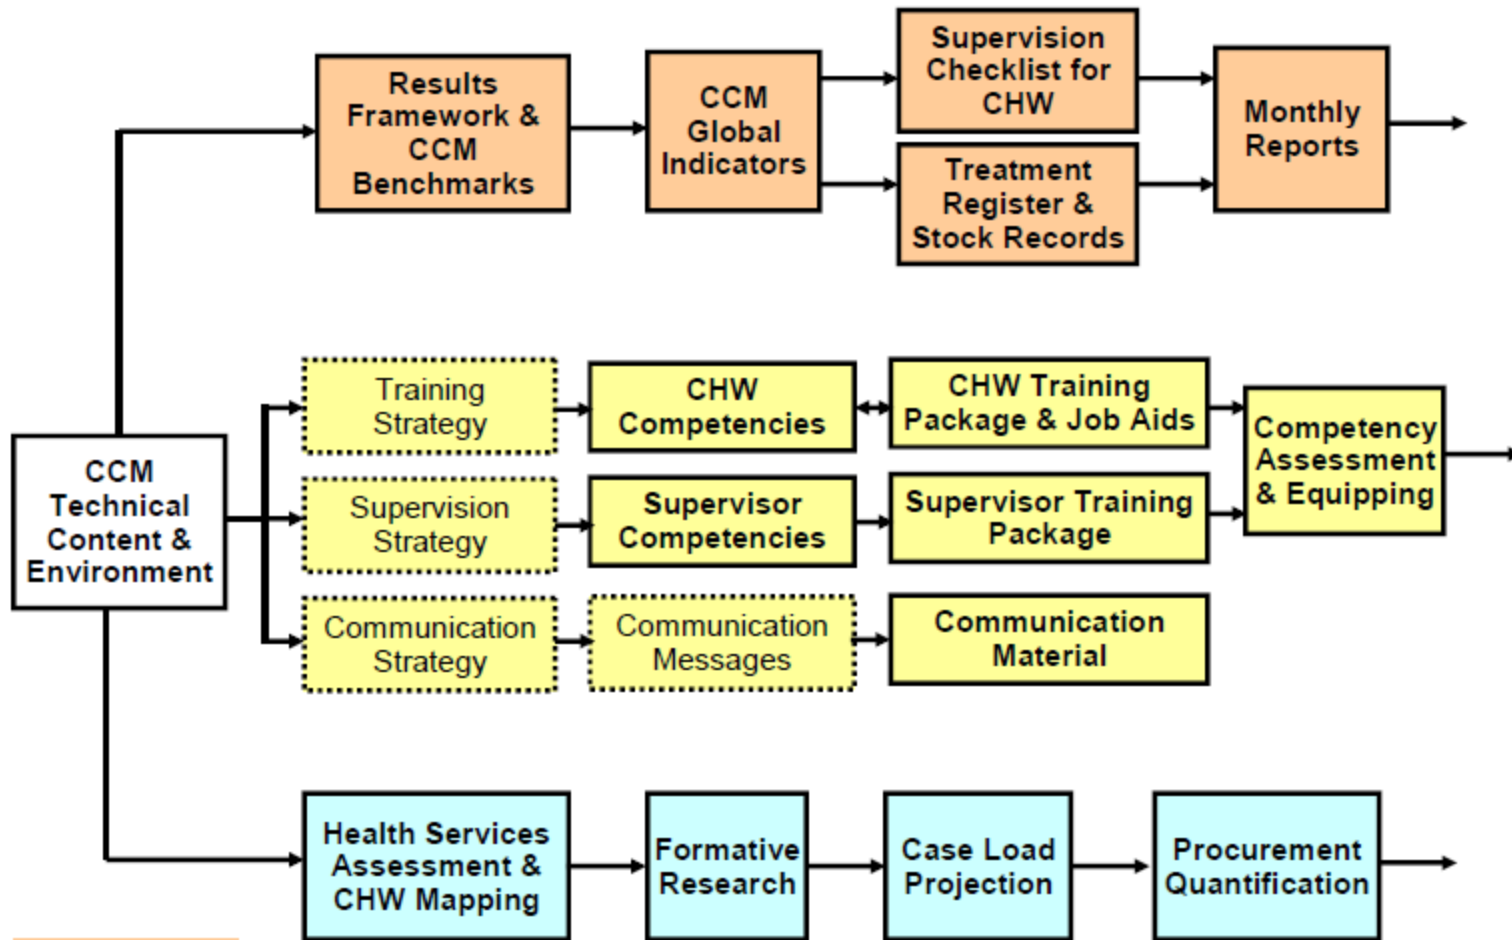 Results
Framework &
CCM
Benchmarks
CCM
Global
Indicators
Supervision
Checklist for
CHW
Treatment
Register &
Stock Records
Monthly
Reports
CCM
Technical
Content &
Environment
Training
Strategy
CHW
Competencies
CHW Training
Package & Job Aids
Supervision
Strategy
Supervisor
Competencies
Supervisor Training
Package
Competency
Assessment
& Equipping
Communication
Strategy
Communication
Messages
Communication
Material
Health Services
Assessment &
CHW Mapping
Formative
Research
Case Load
Projection
Procurement
Quantification